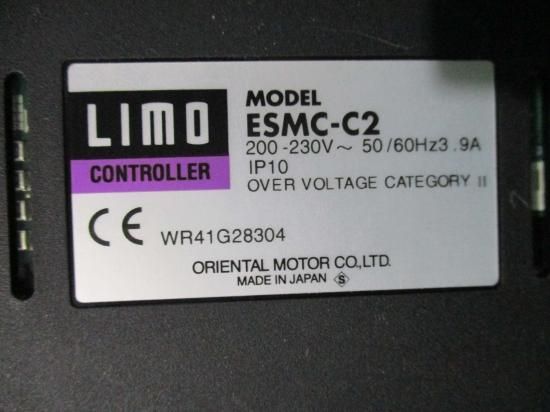 LIMO
CONTROLLER
MODEL
ESMC-C2
200-230V~ 50/60Hz3.9A
IP10
OVER VOLTAGE CATEGORY II
CE WR41G28304
ORIENTAL MOTOR CO.,LTD.
MADE IN JAPAN S